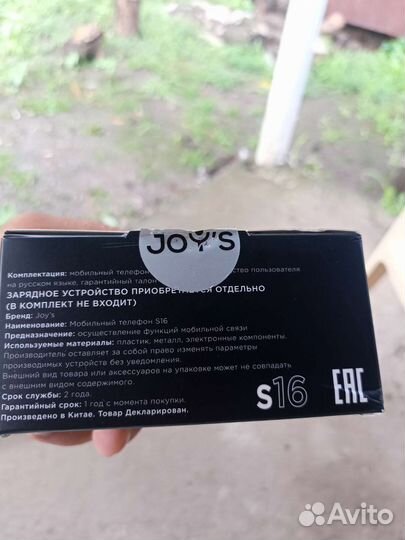 JOY'S
Комплектация: мобильный телефон ство пользователя
на русском языке, гарантийный талон
ЗАРЯДНОЕ УСТРОЙСТВО ПРИОБРЕТАЕТСЯ ОТДЕЛЬНО
(В КОМПЛЕКТ НЕ ВХОДИТ)
Бренд: Joy's
Наименование: Мобильный телефон S16
Предназначение: осуществление функций мобильной связи
Используемые материалы: пластик, металл, электронные компоненты.
Производитель оставляет за собой право изменять параметры
произведимых устройств без уведомления.
Внешний вид товара или аксессуаров на упаковке может не совпадать
с внешним видом содержимого.
Срок службы: 2 года.
Гарантийный срок: 1 год с момента покупки.
Произведено в Китае. Товар Декларирован.
S16
EAC
Avito